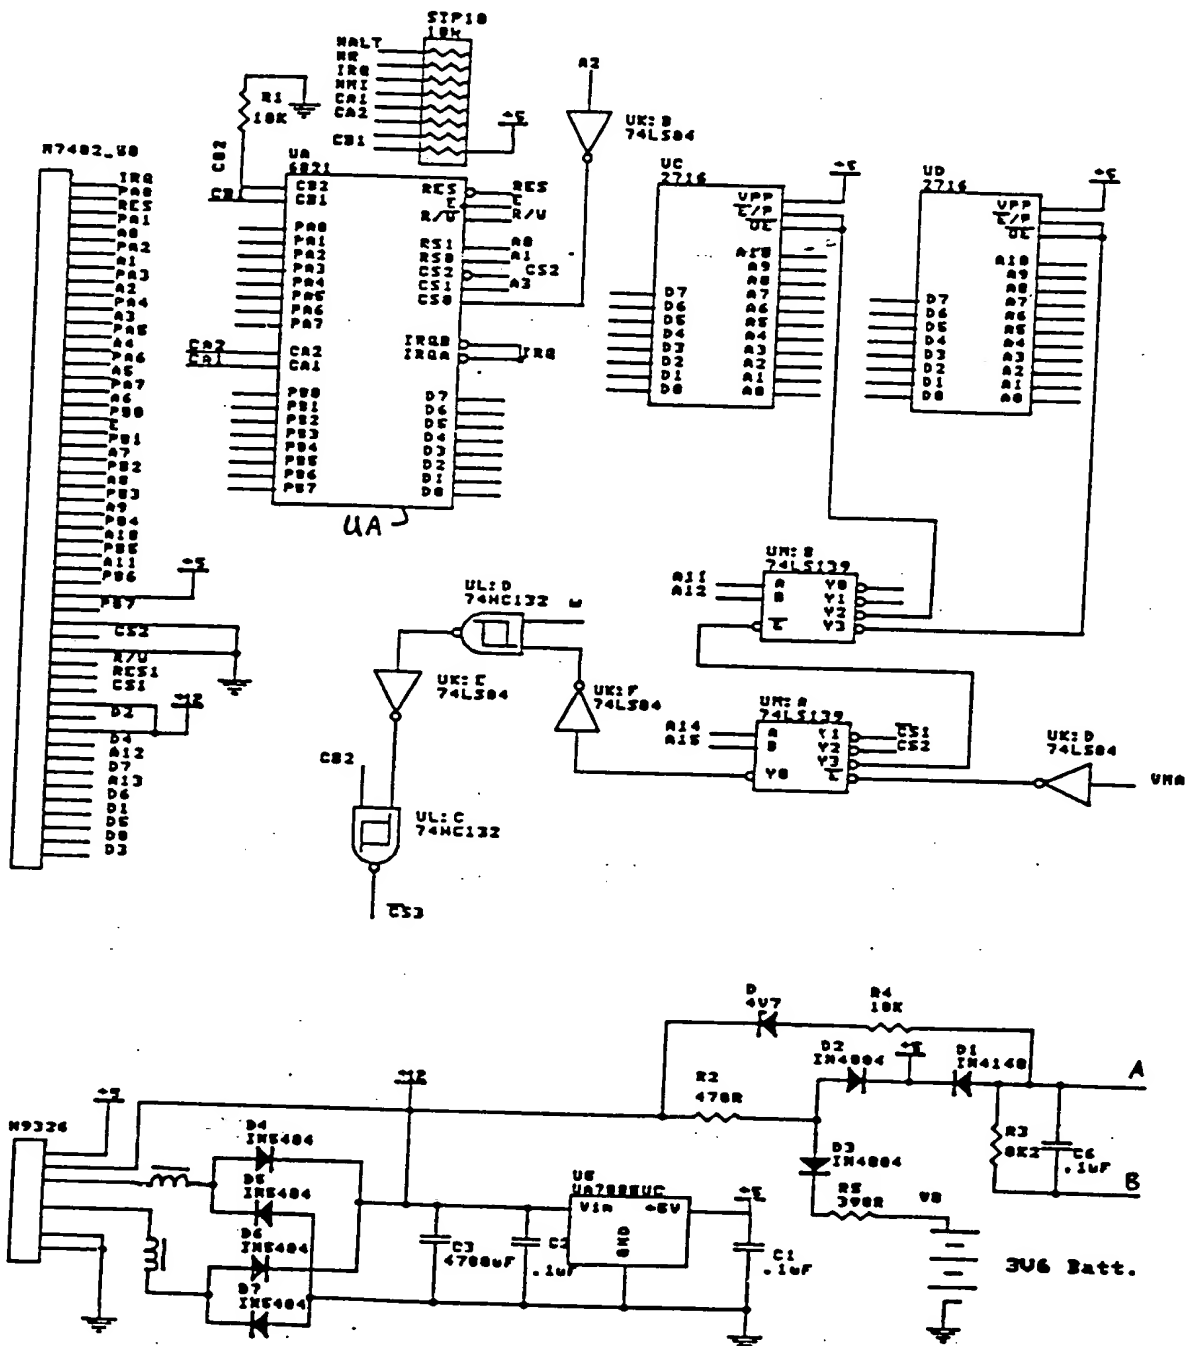 SIP10
10K
HALT
MR
IRQ
NMI
CA1
CA2
CB1
+5
R1
10K
CB2
A2
UK:B
74LS04
IRQ
PA0
RES
PA1
A0
PA2
A1
PA3
A2
PA4
A3
PA5
A4
PA6
A5
PA7
A6
PB0
E
PB1
A7
PB2
A8
PB3
A9
PB4
A10
PB5
A11
PB6
+5
PB7
CS2
R/W
RES1
CS1
+12
D2
D4
A12
D7
A13
D6
D1
D5
D0
D3
UA
6821
CB2
CB1
PA0
PA1
PA2
PA3
PA4
PA5
PA6
PA7
CA2
CA1
CA2
CA1
PB0
PB1
PB2
PB3
PB4
PB5
PB6
PB7
RES
E
R/W
RS1
RS0
CS2
CS1
CS0
IRQB
IRQA
D7
D6
D5
D4
D3
D2
D1
D0
RES
E
R/W
A0
A1
CS2
A3
IRQ
UA
UC
2716
VPP
E/P
OE
A10
A9
A8
A7
A6
A5
A4
A3
A2
A1
A0
D7
D6
D5
D4
D3
D2
D1
D0
+5
UD
2716
VPP
E/P
OE
A10
A9
A8
A7
A6
A5
A4
A3
A2
A1
A0
D7
D6
D5
D4
D3
D2
D1
D0
+5
UM:B
74LS139
A11
A12
A
B
E
Y0
Y1
Y2
Y3
UL:D
74HC132
UK:E
74LS04
UK:F
74LS04
UM:A
74LS139
A14
A15
A
B
Y0
Y1
Y2
Y3
E
CS1
CS2
UK:D
74LS04
VMA
CS2
UL:C
74HC132
CS3
D
4V7
R4
10K
D2
IN4004
+5
D1
IN4148
A
R2
470R
D3
IN4004
R3
8K2
C6
.1uF
B
R5
390R
VB
3V6 Batt.
M9326
+5
+12
D4
IN5404
D5
IN5404
D6
IN5404
D7
IN5404
C3
4700uF
C2
.1uF
UE
UA7805UC
Vin
+5V
GND
+5
C1
.1uF